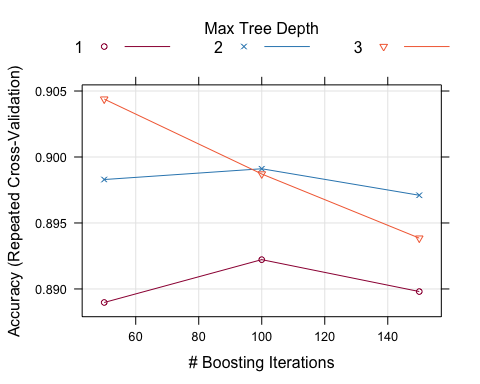 Max Tree Depth
1 2 3
Accuracy (Repeated Cross-Validation)
0.905
0.900
0.895
0.890
60 80 100 120 140
# Boosting Iterations